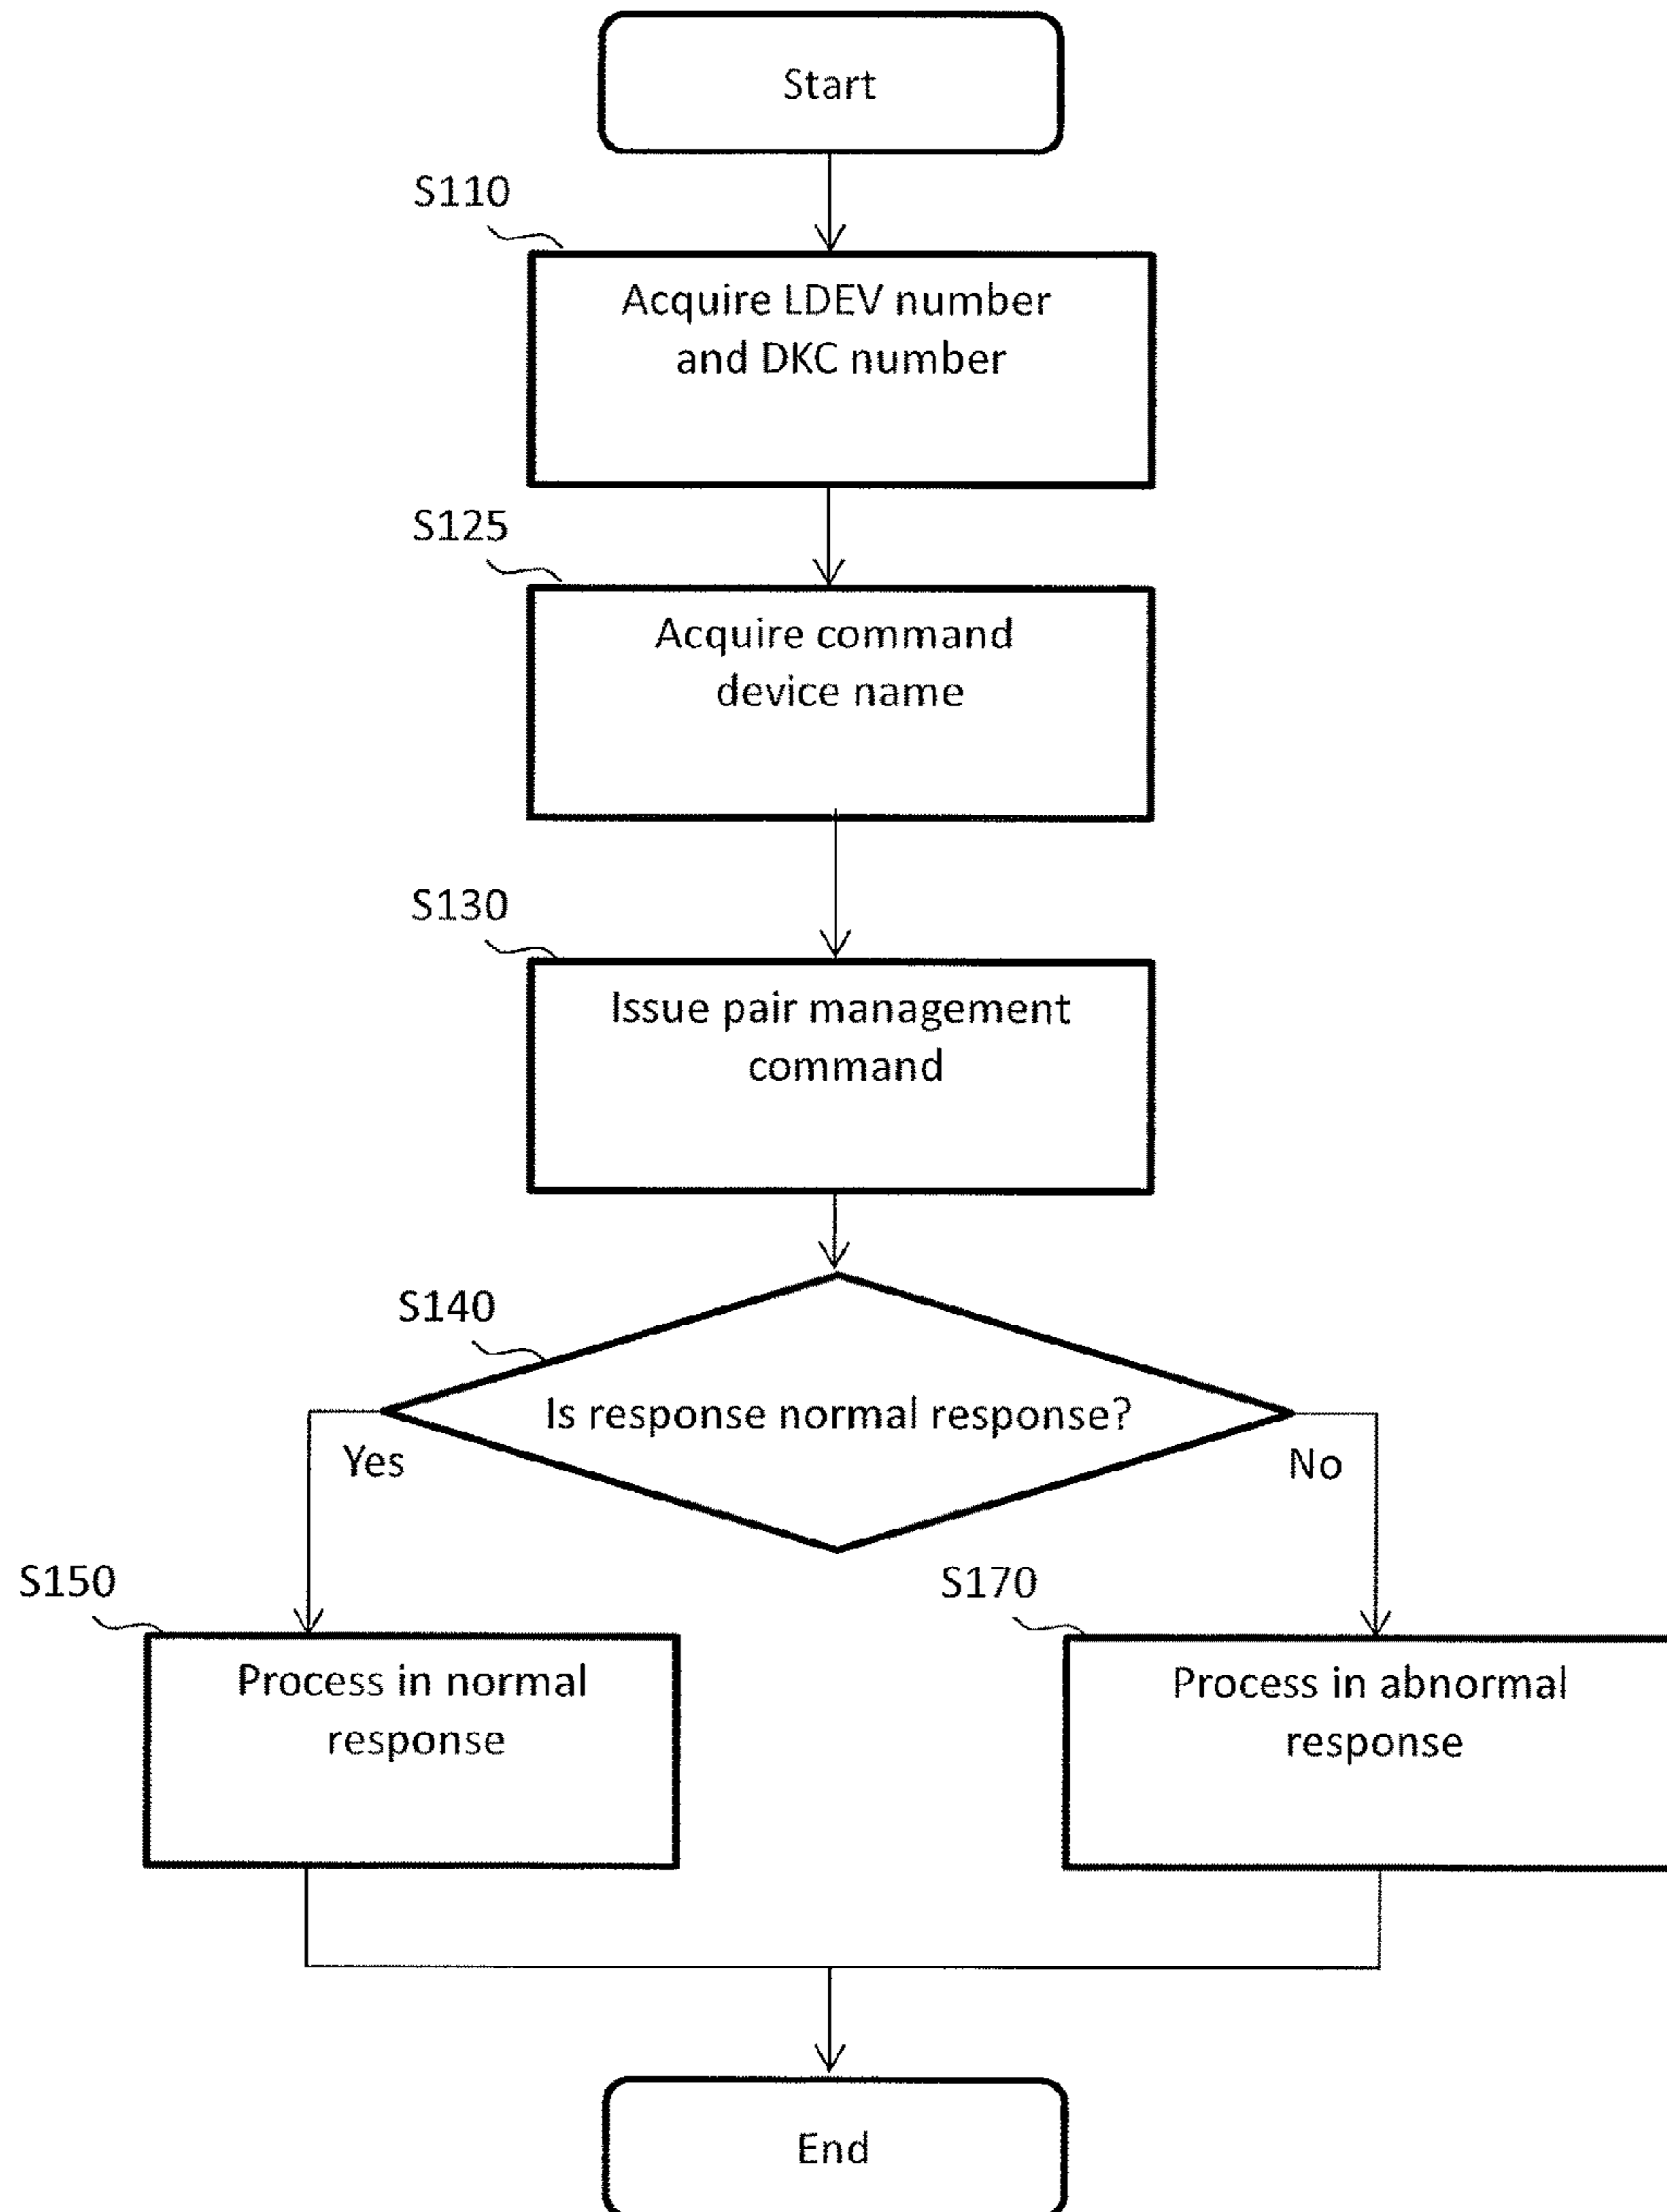 Start
S110
Acquire LDEV number
and DKC number
S125
Acquire command
device name
S130
Issue pair management
command
S140
Is response normal response?
Yes
No
S150
S170
Process in normal
response
Process in abnormal
response
End